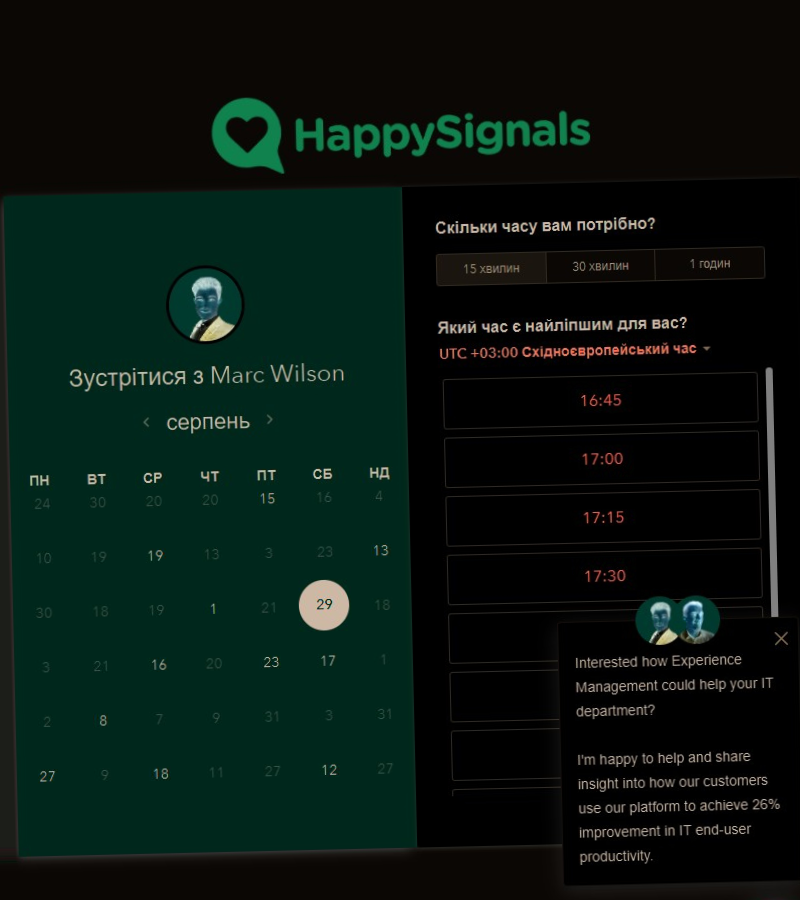 HappySignals
Зустрітися з Marc Wilson
серпень
ПН ВТ СР ЧТ ПТ СБ НД
24 30 20 20 15 16 4
10 19 19 13 3 23 13
30 18 19 1 21 29 18
3 21 16 20 23 17 1
2 8 7 9 31 3 31
27 9 18 11 27 12 27
Скільки часу вам потрібно?
15 хвилин 30 хвилин 1 годин
Який час є найліпшим для вас?
UTC +03:00 Східноєвропейський час
16:45
17:00
17:15
17:30
Interested how Experience
Management could help your IT
department?
I'm happy to help and share
insight into how our customers
use our platform to achieve 26%
improvement in IT end-user
productivity.